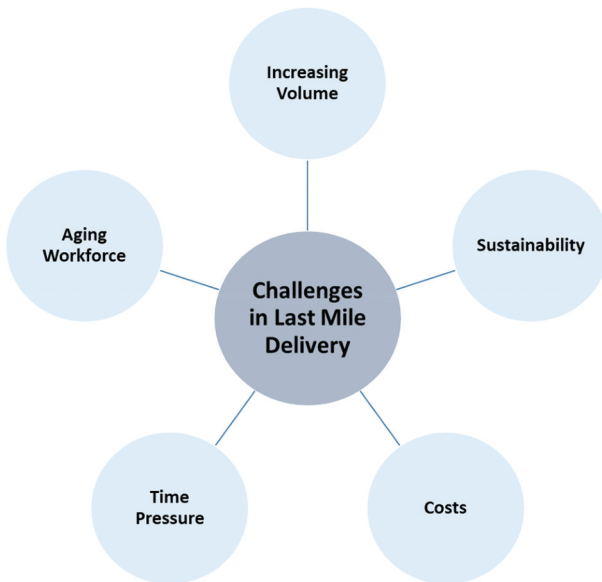 Increasing
Volume
Aging
Workforce
Sustainability
Challenges
in Last Mile
Delivery
Time
Pressure
Costs